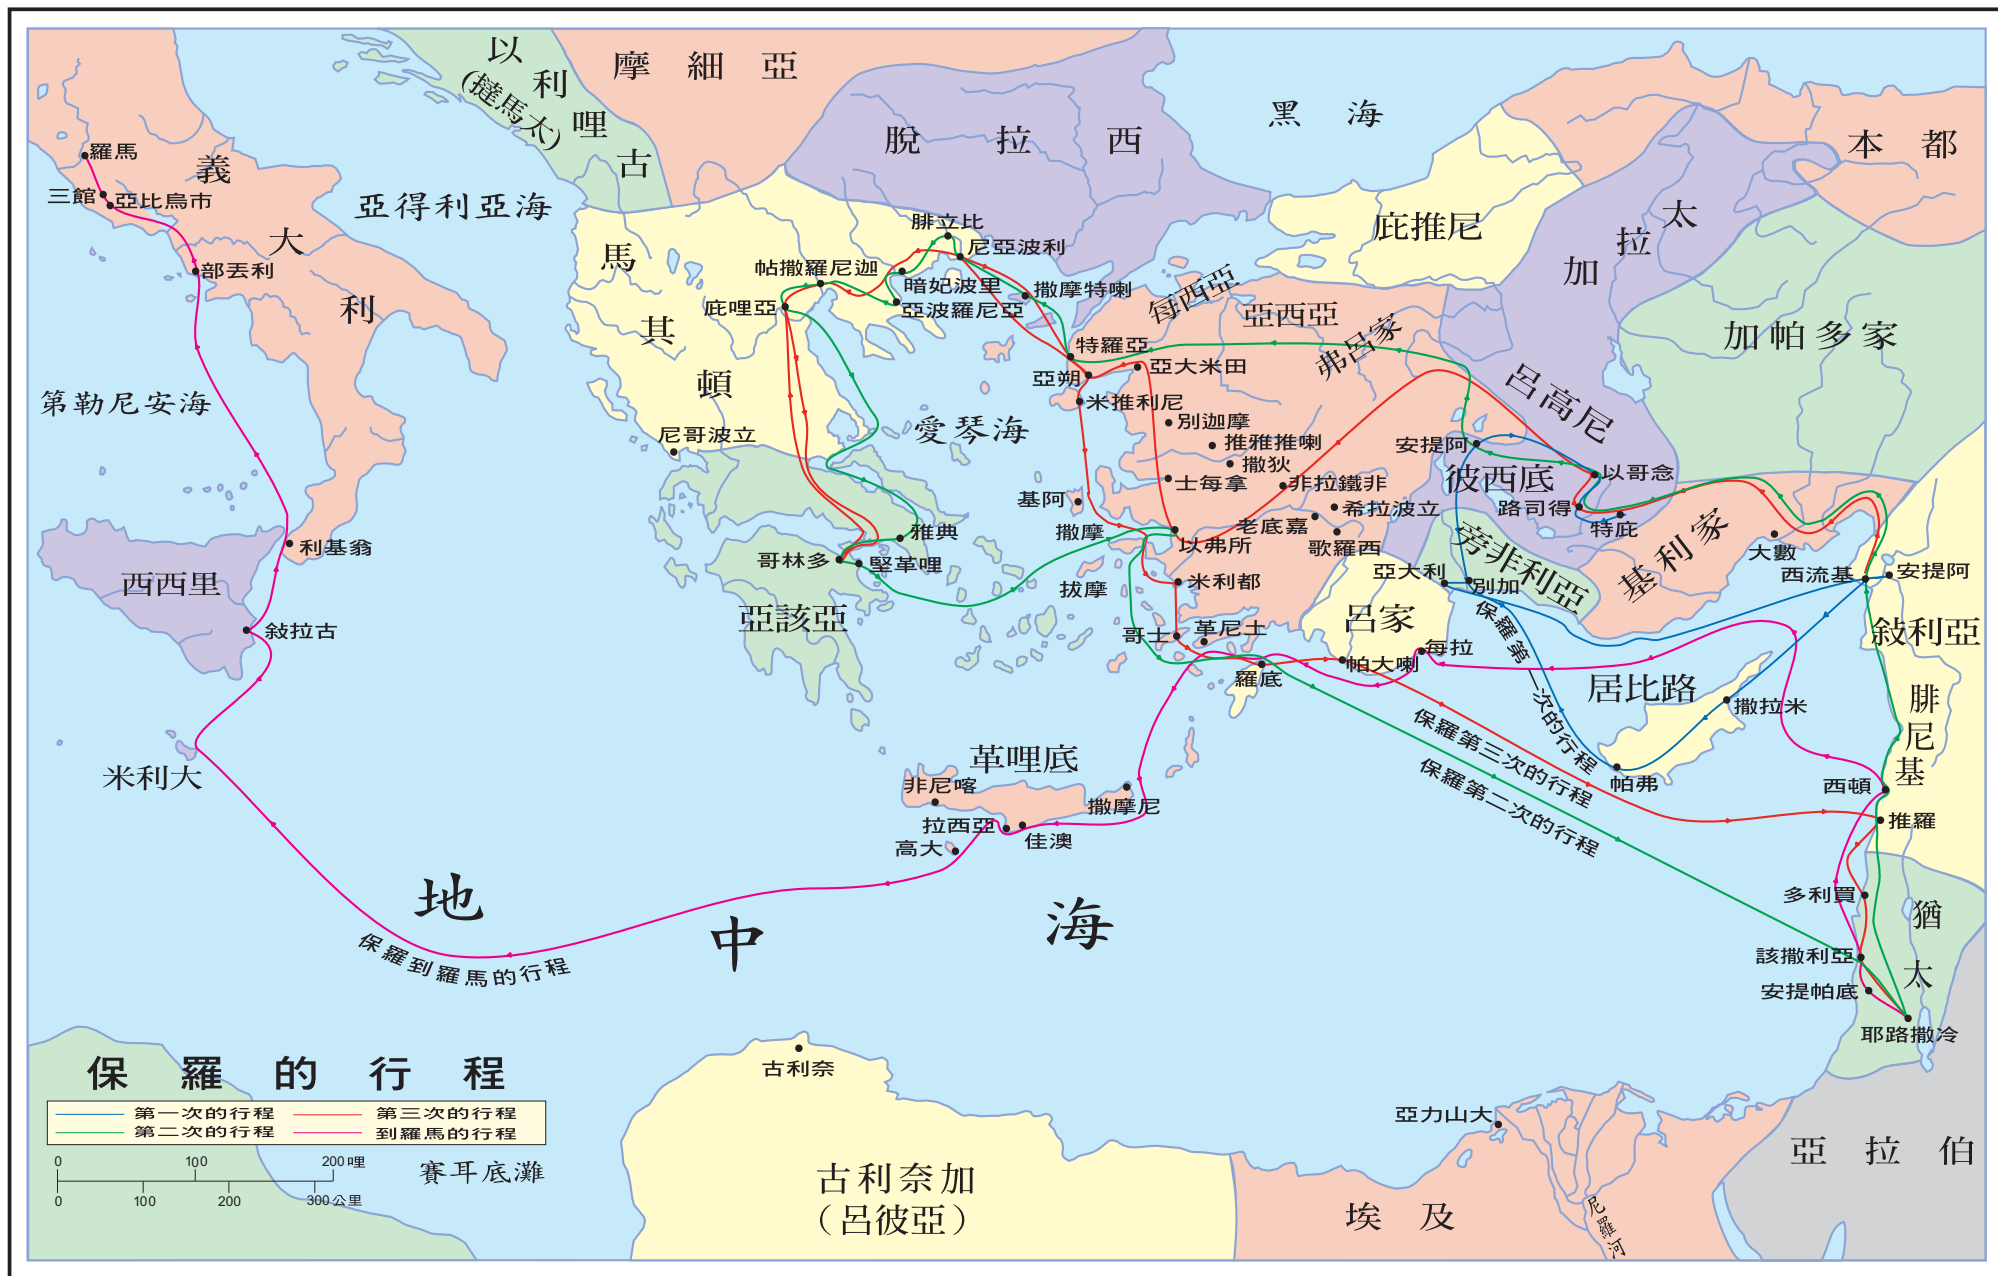 以利哩古
(撻馬太)
摩細亞
脫拉西
黑海
本都
羅馬
三館
亞比烏市
義大利
亞得利亞海
部丟利
第勒尼安海
馬其頓
腓立比
尼亞波利
帖撒羅尼迦
暗妃波里
亞波羅尼亞
庇哩亞
撒摩特喇
庇推尼
加拉太
加帕多家
每西亞
亞西亞
弗呂家
呂高尼
特羅亞
亞朔
亞大米田
米推利尼
別迦摩
推雅推喇
撒狄
士每拿
非拉鐵非
希拉波立
老底嘉
歌羅西
愛琴海
尼哥波立
基阿
撒摩
以弗所
安提阿
彼西底
以哥念
路司得
特庇
旁非利亞
基利家
大數
西流基
安提阿
敍利亞
利基翁
西西里
敍拉古
哥林多
雅典
堅革哩
亞該亞
拔摩
米利都
哥士
革尼土
羅底
呂家
亞大利
別加
帕大喇
每拉
居比路
撒拉米
帕弗
腓尼基
西頓
推羅
米利大
革哩底
非尼喀
撒摩尼
拉西亞
佳澳
高大
保羅第一次的行程
保羅第三次的行程
保羅第二次的行程
保羅到羅馬的行程
地中海
多利買
猶太
該撒利亞
安提帕底
耶路撒冷
保羅的行程
第一次的行程
第三次的行程
第二次的行程
到羅馬的行程
0 100 200哩
0 100 200 300公里
賽耳底灘
古利奈
古利奈加
（呂彼亞）
亞力山大
埃及
尼羅河
亞拉伯